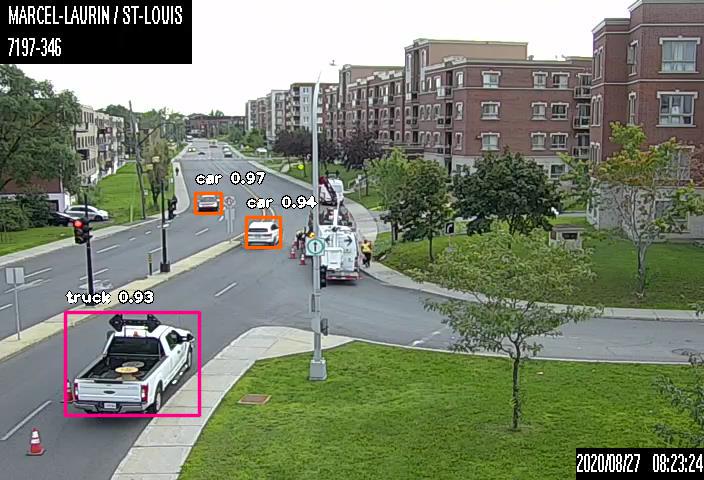 MARCEL-LAURIN / ST-LOUIS
7197-346
car 0.97
car 0.94
truck 0.93
2020/08/27 08:23:24